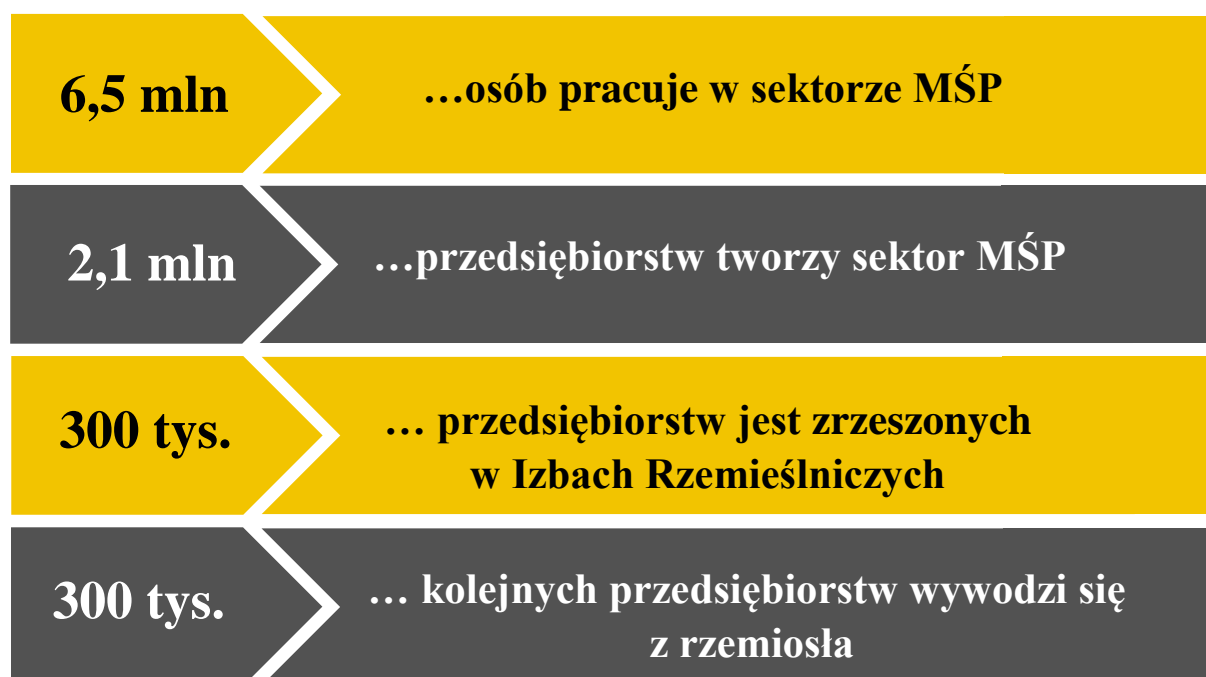 6,5 mln
…osób pracuje w sektorze MŚP
2,1 mln
…przedsiębiorstw tworzy sektor MŚP
300 tys.
… przedsiębiorstw jest zrzeszonych
w Izbach Rzemieślniczych
300 tys.
… kolejnych przedsiębiorstw wywodzi się
z rzemiosła